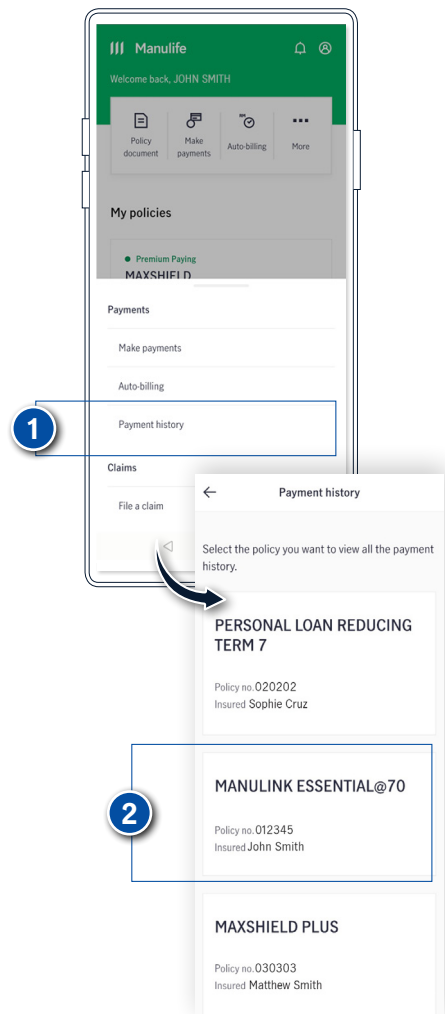 Manulife
Welcome back, JOHN SMITH
Policy document
Make payments
Auto-billing
More
My policies
Premium Paying
MAXSHIELD
Payments
Make payments
Auto-billing
1
Payment history
Claims
File a claim
Payment history
Select the policy you want to view all the payment
history.
PERSONAL LOAN REDUCING
TERM 7
Policy no. 020202
Insured Sophie Cruz
2
MANULINK ESSENTIAL@70
Policy no. 012345
Insured John Smith
MAXSHIELD PLUS
Policy no. 030303
Insured Matthew Smith